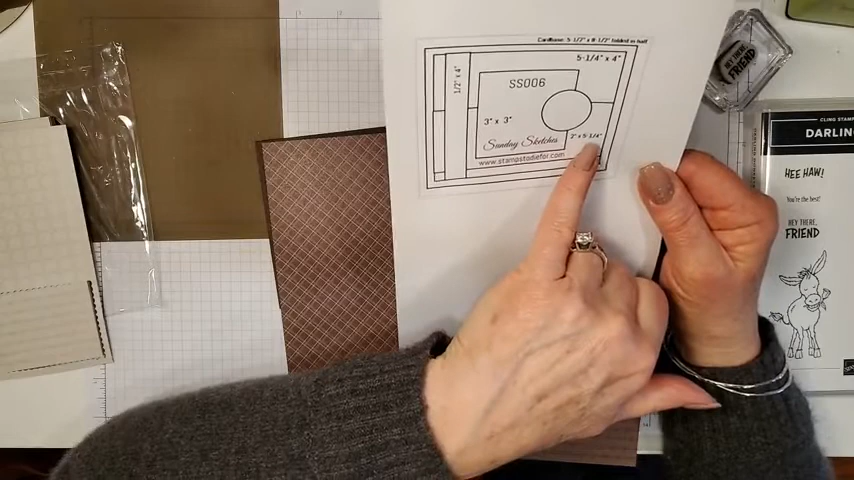 Cardbase: 5-1/2" x 8-1/2" folded in half
5-1/4" x 4"
1/2" x 4"
SS006
3" x 3"
2" x 5-1/4"
Sunday Sketches
www.stampstodiefor.com
HEY THERE,
FRIEND
CLING STAMP
DARLIN
HEE HAW!
You're the best!
HEY THERE,
FRIEND